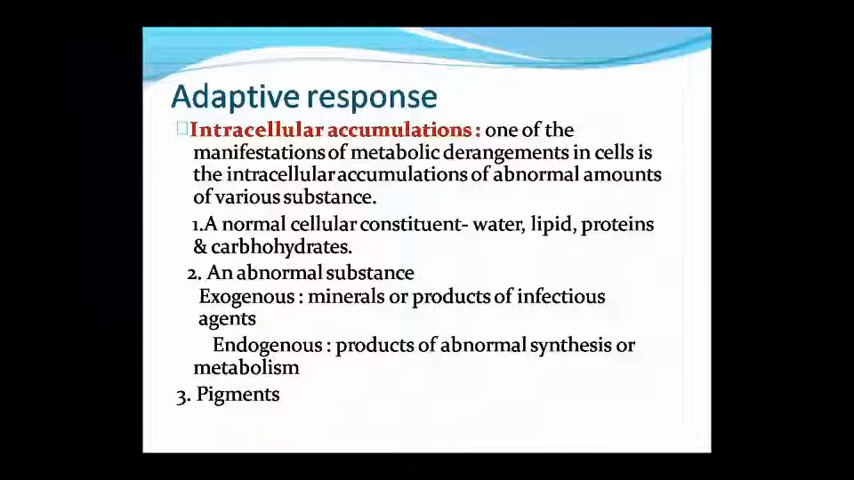 Adaptive response
Intracellular accumulations : one of the
manifestations of metabolic derangements in cells is
the intracellular accumulations of abnormal amounts
of various substance.
1.A normal cellular constituent- water, lipid, proteins
& carbhohydrates.
2. An abnormal substance
Exogenous : minerals or products of infectious
agents
Endogenous : products of abnormal synthesis or
metabolism
3. Pigments